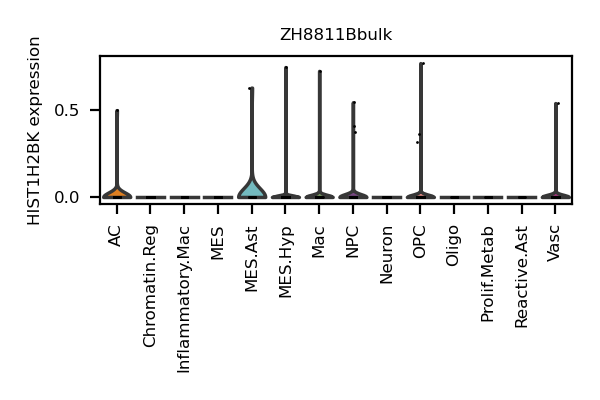 ZH8811Bbulk
HIST1H2BK expression
0.5
0.0
AC
Chromatin.Reg
Inflammatory.Mac
MES
MES.Ast
MES.Hyp
Mac
NPC
Neuron
OPC
Oligo
Prolif.Metab
Reactive.Ast
Vasc